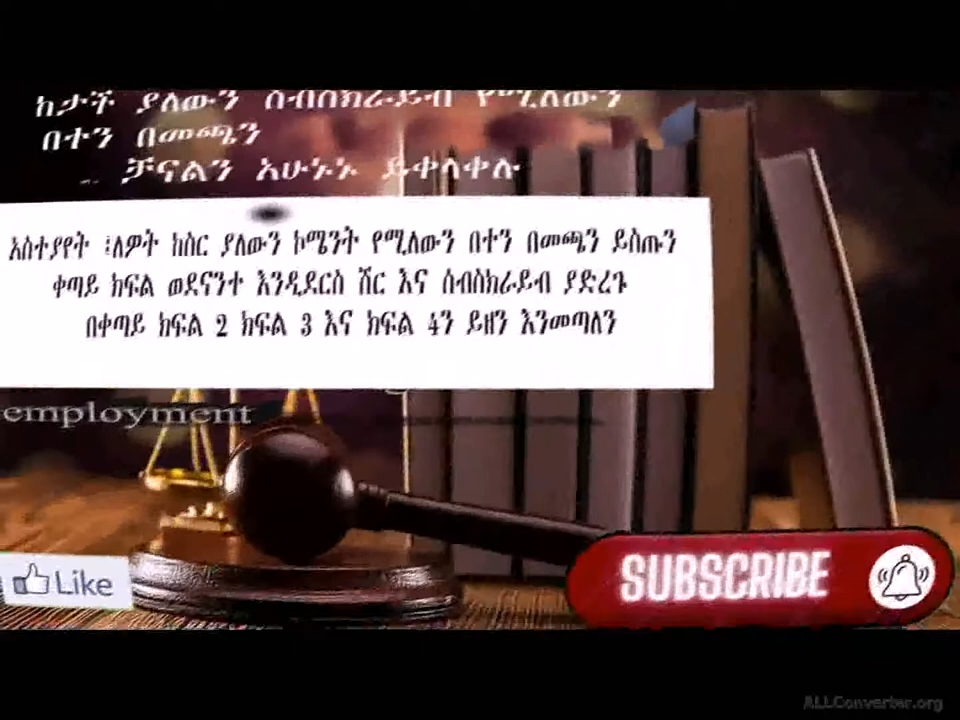 ከታች ያለውን ሰብስክራይብ የሚለውን
በተን በመጫን
ቻናልን አሁኑኑ ይቀላቀሉ
አስተያየት ፤ለዎት ከስር ያለውን ኮሜንት የሚለውን በተን በመጫን ይስጡን
ቀጣይ ክፍል ወደናንተ እንዲደርስ ሸር እና ሰብስክራይብ ያድረጉ
በቀጣይ ክፍል 2 ክፍል 3 እና ክፍል 4ን ይዘን እንመጣለን
employment
Like
SUBSCRIBE
ALLConverter.org